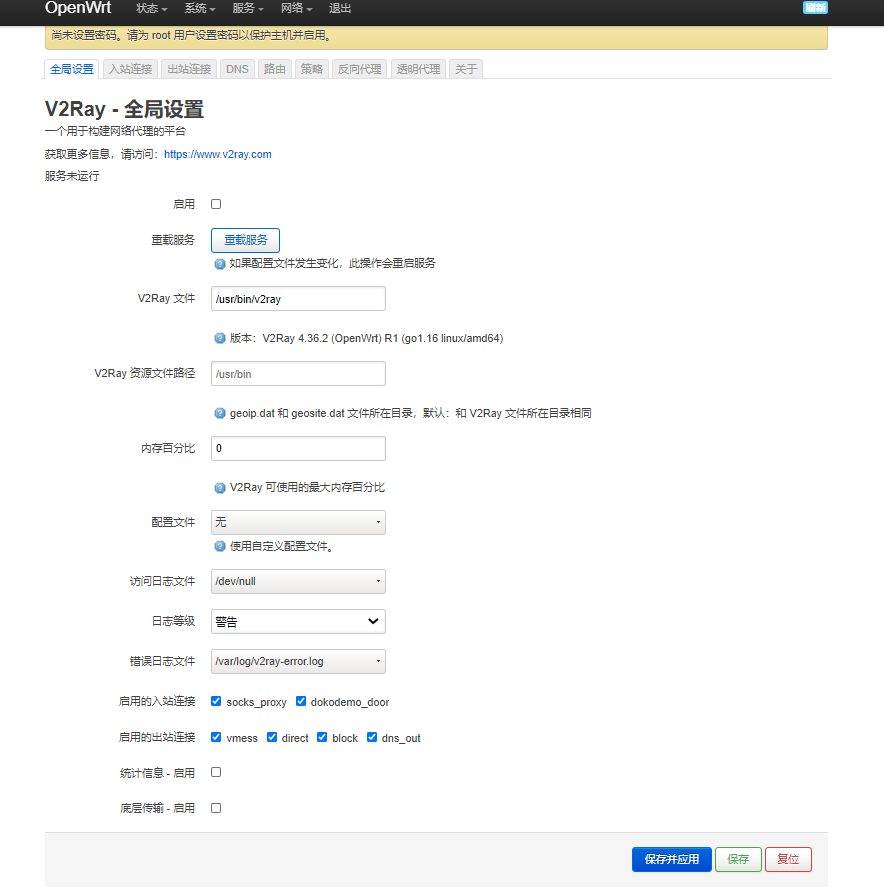 OpenWrt 状态 系统 服务 网络 退出 刷新
尚未设置密码。请为 root 用户设置密码以保护主机并启用。
全局设置 入站连接 出站连接 DNS 路由 策略 反向代理 透明代理 关于
V2Ray - 全局设置
一个用于构建网络代理的平台
获取更多信息，请访问：https://www.v2ray.com
服务未运行
启用
重载服务 重载服务
如果配置文件发生变化，此操作会重启服务
V2Ray 文件 /usr/bin/v2ray
版本：V2Ray 4.36.2 (OpenWrt) R1 (go1.16 linux/amd64)
V2Ray 资源文件路径 /usr/bin
geoip.dat 和 geosite.dat 文件所在目录，默认：和 V2Ray 文件所在目录相同
内存百分比 0
V2Ray 可使用的最大内存百分比
配置文件 无
使用自定义配置文件。
访问日志文件 /dev/null
日志等级 警告
错误日志文件 /var/log/v2ray-error.log
启用的入站连接 socks_proxy dokodemo_door
启用的出站连接 vmess direct block dns_out
统计信息 - 启用
底层传输 - 启用
保存并应用 保存 复位